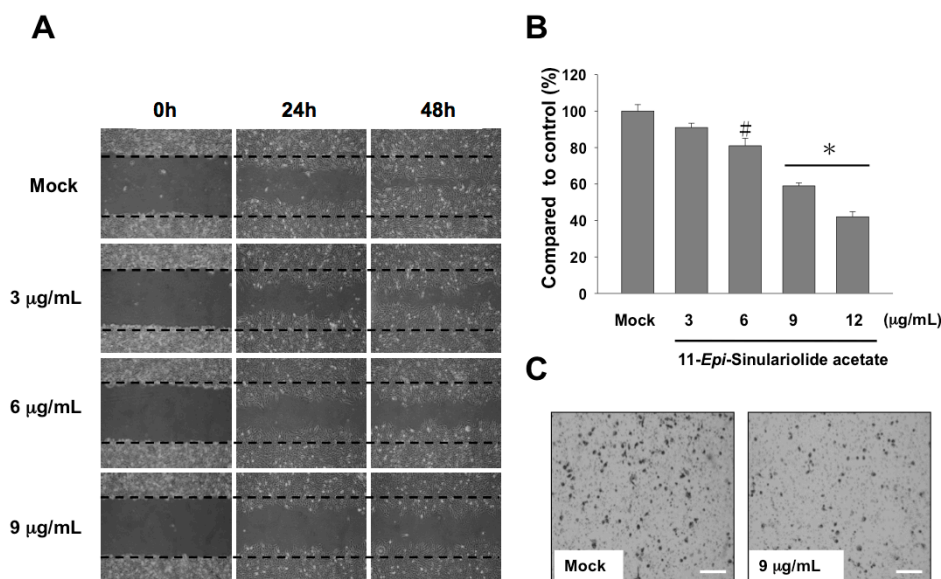 A
0h 24h 48h
Mock
3 µg/mL
6 µg/mL
9 µg/mL
B
Compared to control (%)
120
100
80
60
40
20
0
#
*
Mock 3 6 9 12 (µg/mL)
11-Epi-Sinulariolide acetate
C
Mock
9 µg/mL